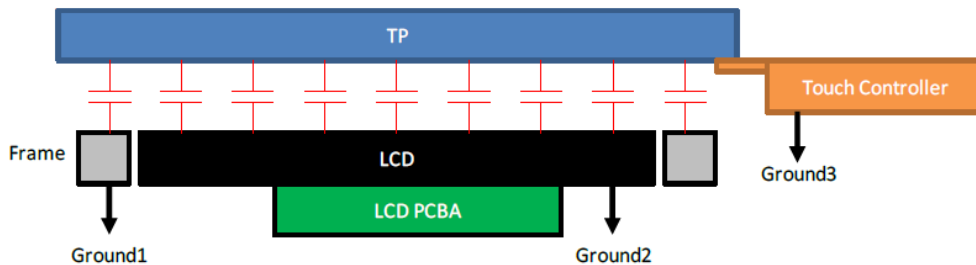 TP
Touch Controller
Frame
LCD
Ground3
LCD PCBA
Ground1
Ground2